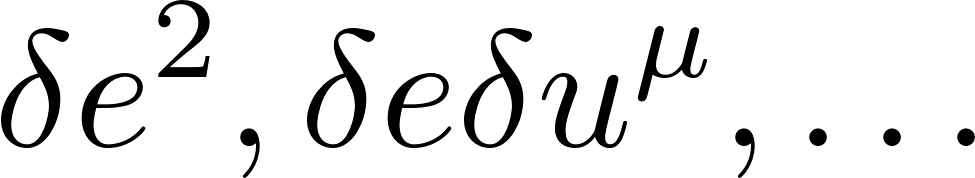 δe² , δeδu^μ , . . .